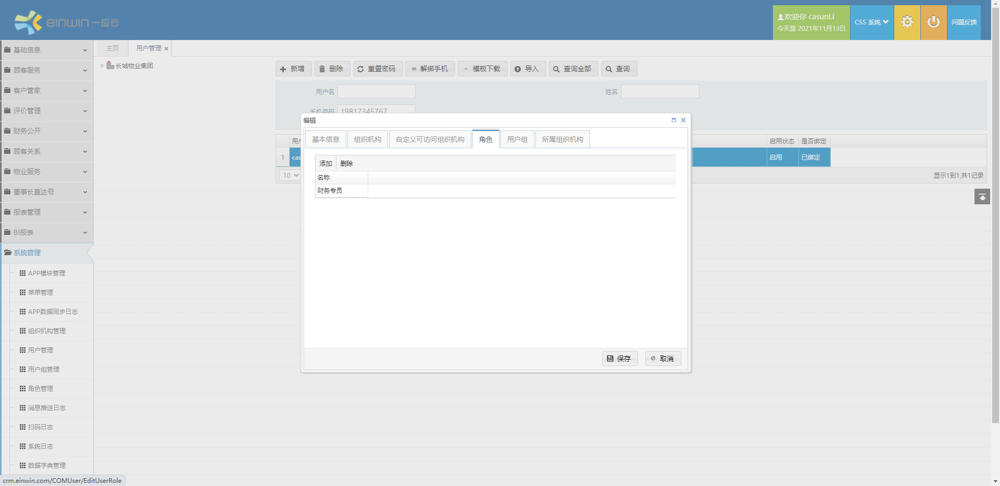 einwin 一应云
欢迎你 casunLi
今天是 2021年11月13日
CSS 系统
问题反馈
基础信息
顾客服务
客户管家
评价管理
财务公开
顾客关系
物业服务
董事长直达号
报表管理
BI报表
系统管理
APP模块管理
菜单管理
APP数据同步日志
组织机构管理
用户管理
用户组管理
角色管理
消息推送日志
扫码日志
系统日志
数据字典管理
主页 用户管理
长城物业集团
新增 删除 重置密码 解绑手机 模板下载 导入 查询全部 查询
用户名 姓名
手机号码 19817345767
用户 启用状态 是否绑定
1 cas 启用 已绑定
10 显示1到1,共1记录
编辑
基本信息 组织机构 自定义可访问组织机构 角色 用户组 所属组织机构
添加 删除
名称
财务专员
保存 取消
crm.einwin.com/COMUser/EditUserRole